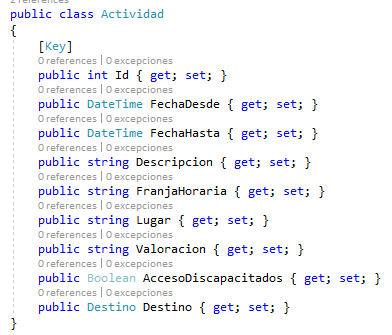 2 references
public class Actividad
{
[Key]
0 references | 0 excepciones
public int Id { get; set; }
0 references | 0 excepciones
public DateTime FechaDesde { get; set; }
0 references | 0 excepciones
public DateTime FechaHasta { get; set; }
0 references | 0 excepciones
public string Descripcion { get; set; }
0 references | 0 excepciones
public string FranjaHoraria { get; set; }
0 references | 0 excepciones
public string Lugar { get; set; }
0 references | 0 excepciones
public string Valoracion { get; set; }
0 references | 0 excepciones
public Boolean AccesoDiscapacitados { get; set; }
0 references | 0 excepciones
public Destino Destino { get; set; }
}